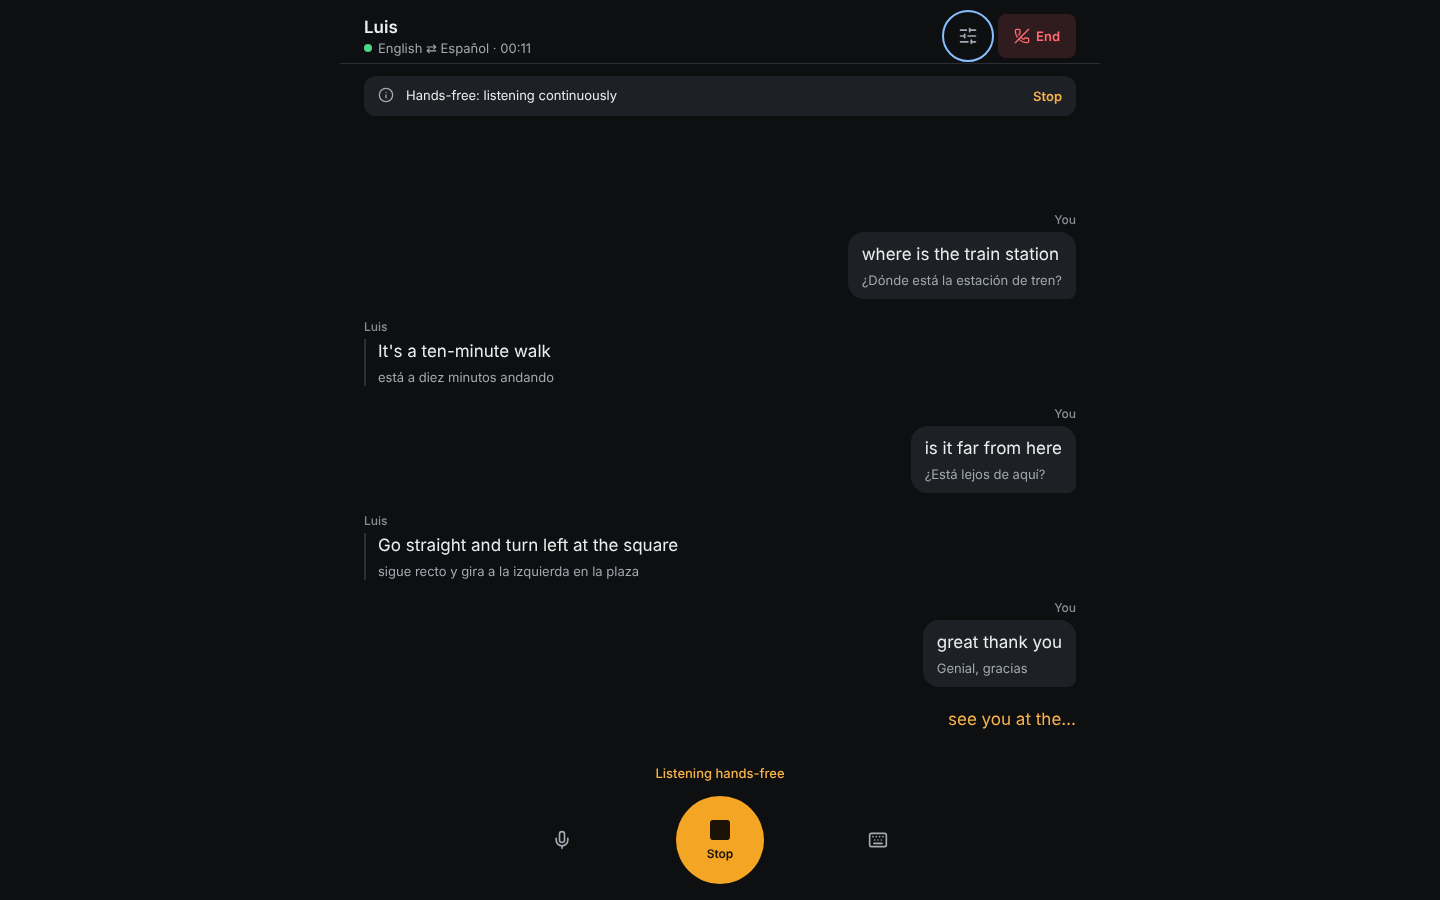 Luis
English ⇄ Español · 00:11
End
Hands-free: listening continuously
Stop
You
where is the train station
¿Dónde está la estación de tren?
Luis
It's a ten-minute walk
está a diez minutos andando
You
is it far from here
¿Está lejos de aquí?
Luis
Go straight and turn left at the square
sigue recto y gira a la izquierda en la plaza
You
great thank you
Genial, gracias
see you at the...
Listening hands-free
Stop